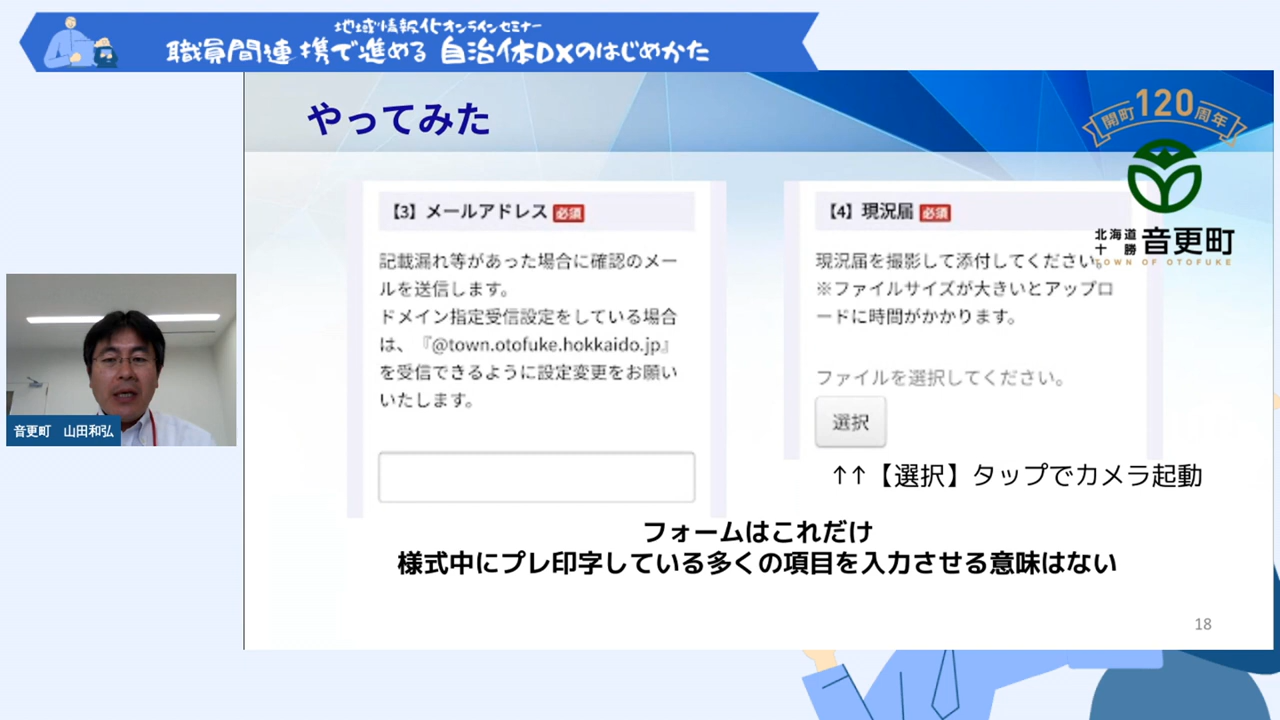 地域情報化オンラインセミナー
職員間連携で進める 自治体DXのはじめかた
やってみた
開町120周年
北海道
十勝
音更町
TOWN OF OTOFUKE
【3】メールアドレス 必須
記載漏れ等があった場合に確認のメー
ルを送信します。
ドメイン指定受信設定をしている場合
は、『@town.otofuke.hokkaido.jp』
を受信できるように設定変更をお願い
いたします。
【4】現況届 必須
現況届を撮影して添付してください。
※ファイルサイズが大きいとアップロ
ードに時間がかかります。
ファイルを選択してください。
選択
↑↑【選択】タップでカメラ起動
フォームはこれだけ
様式中にプレ印字している多くの項目を入力させる意味はない
18
音更町 山田和弘